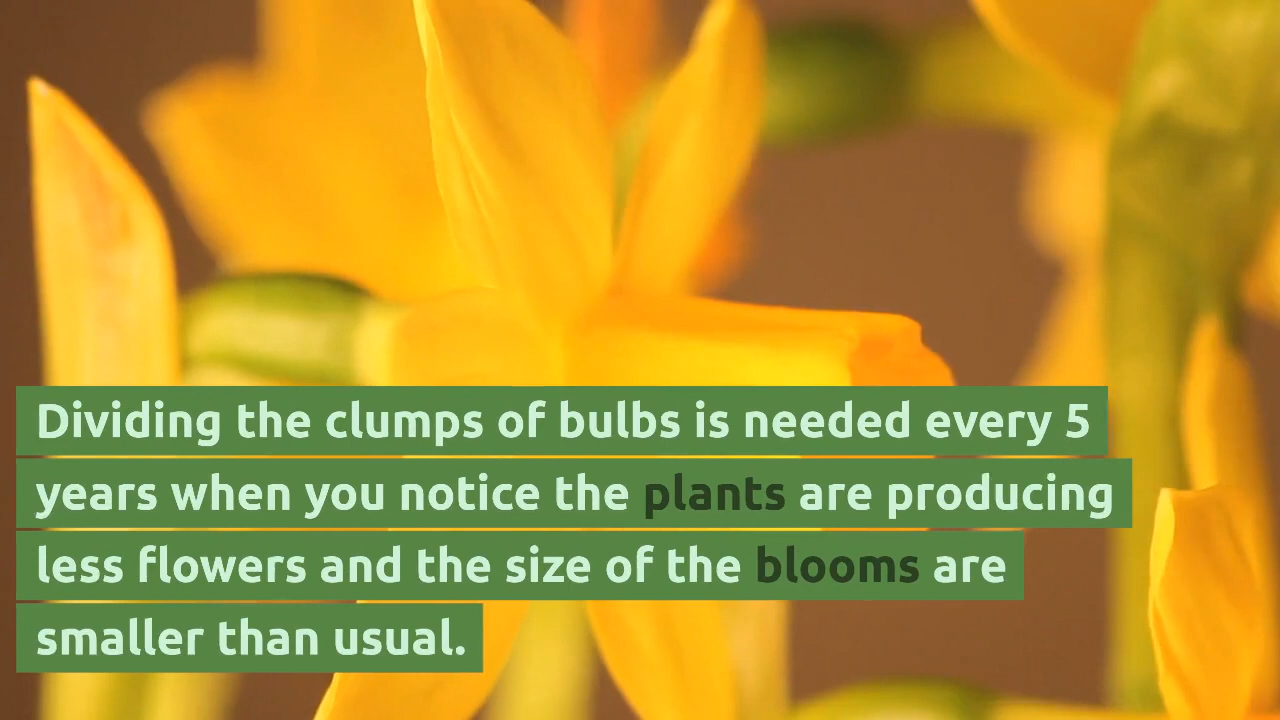 Dividing the clumps of bulbs is needed every 5
years when you notice the plants are producing
less flowers and the size of the blooms are
smaller than usual.